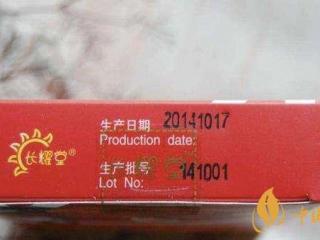 生产日期 20141017
Production date:
长耀堂®
生产批号 141001
Lot No: